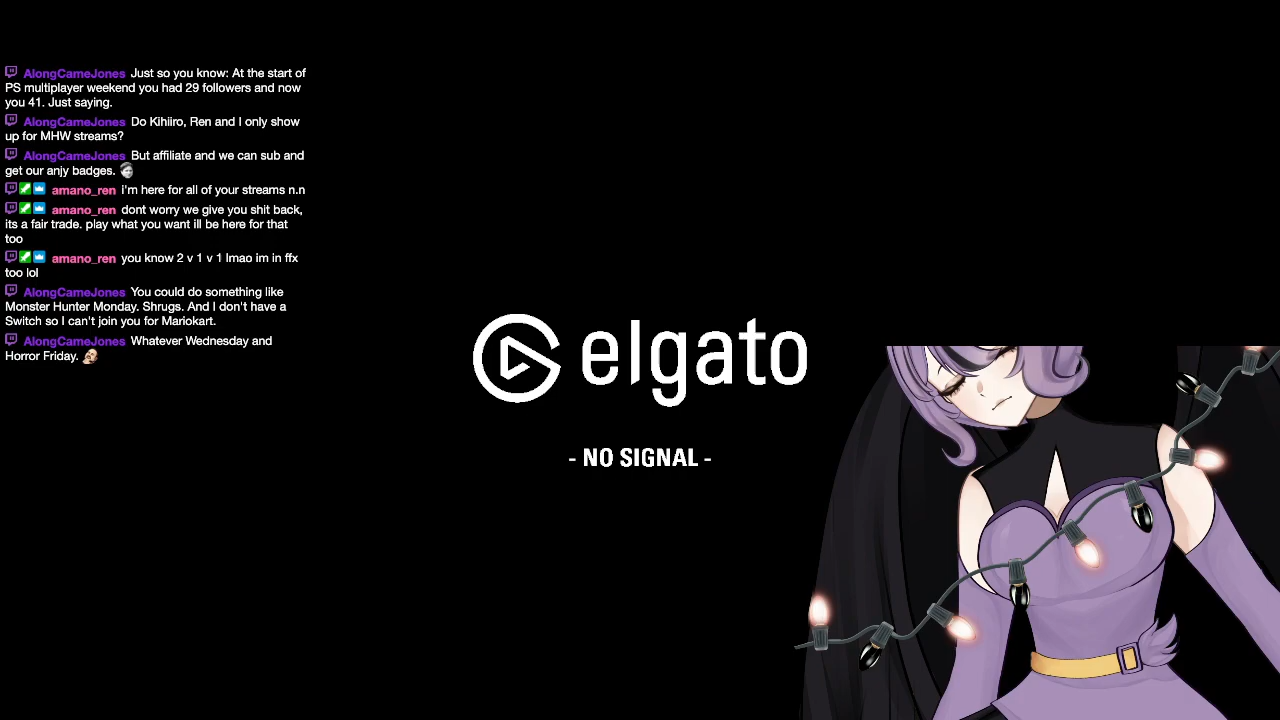 AlongCameJones Just so you know: At the start of
PS multiplayer weekend you had 29 followers and now
you 41. Just saying.
AlongCameJones Do Kihiiro, Ren and I only show
up for MHW streams?
AlongCameJones But affiliate and we can sub and
get our anjy badges.
amano_ren i'm here for all of your streams n.n
amano_ren dont worry we give you shit back,
its a fair trade. play what you want ill be here for that
too
amano_ren you know 2 v 1 v 1 lmao im in ffx
too lol
AlongCameJones You could do something like
Monster Hunter Monday. Shrugs. And I don't have a
Switch so I can't join you for Mariokart.
AlongCameJones Whatever Wednesday and
Horror Friday.
elgato
- NO SIGNAL -